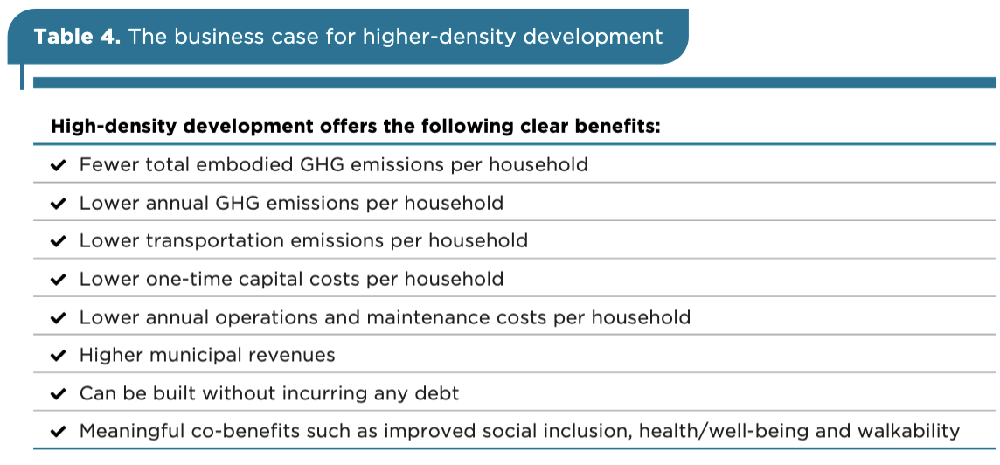 Table 4. The business case for higher-density development
High-density development offers the following clear benefits:
✔ Fewer total embodied GHG emissions per household
✔ Lower annual GHG emissions per household
✔ Lower transportation emissions per household
✔ Lower one-time capital costs per household
✔ Lower annual operations and maintenance costs per household
✔ Higher municipal revenues
✔ Can be built without incurring any debt
✔ Meaningful co-benefits such as improved social inclusion, health/well-being and walkability